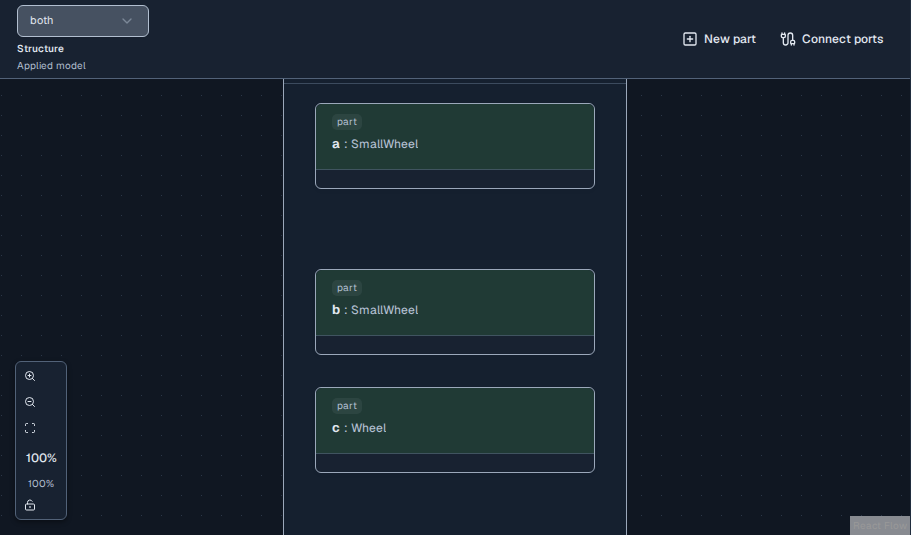 both
Structure
Applied model
New part
Connect ports
part
a : SmallWheel
part
b : SmallWheel
part
c : Wheel
100%
100%
React Flow